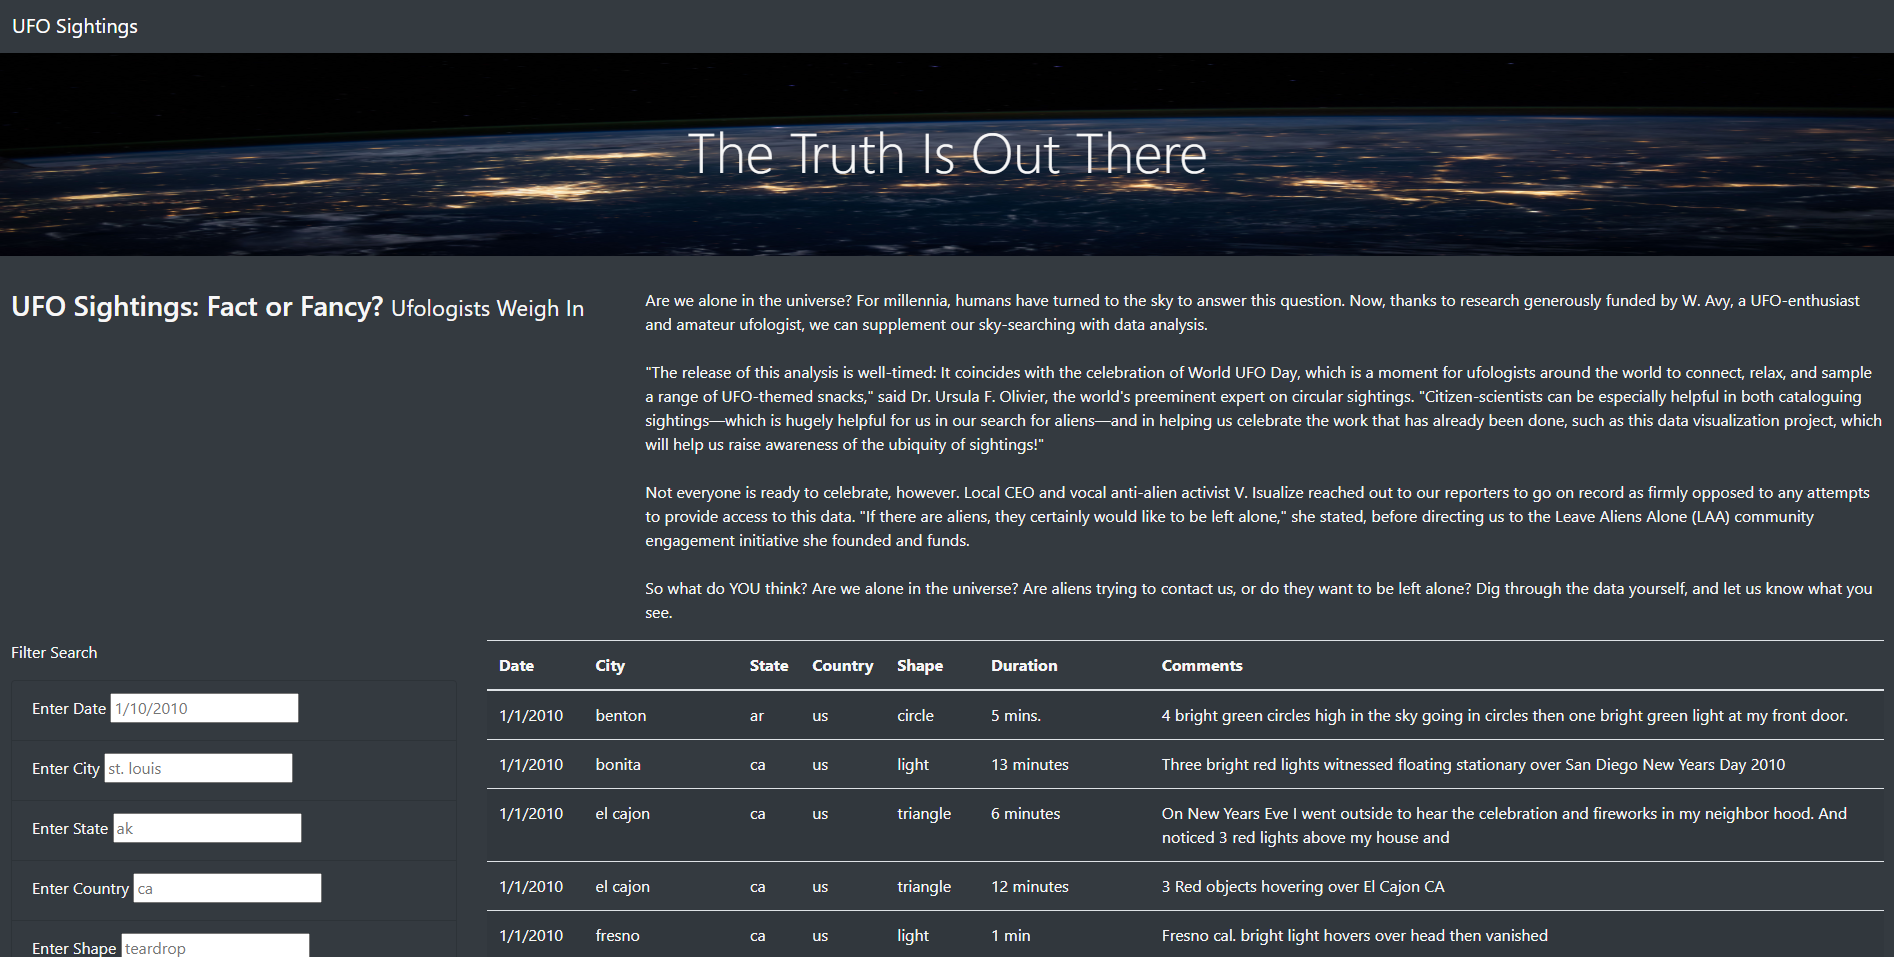 UFO Sightings
The Truth Is Out There
UFO Sightings: Fact or Fancy? Ufologists Weigh In
Are we alone in the universe? For millennia, humans have turned to the sky to answer this question. Now, thanks to research generously funded by W. Avy, a UFO-enthusiast
and amateur ufologist, we can supplement our sky-searching with data analysis.
"The release of this analysis is well-timed: It coincides with the celebration of World UFO Day, which is a moment for ufologists around the world to connect, relax, and sample
a range of UFO-themed snacks," said Dr. Ursula F. Olivier, the world's preeminent expert on circular sightings. "Citizen-scientists can be especially helpful in both cataloguing
sightings—which is hugely helpful for us in our search for aliens—and in helping us celebrate the work that has already been done, such as this data visualization project, which
will help us raise awareness of the ubiquity of sightings!"
Not everyone is ready to celebrate, however. Local CEO and vocal anti-alien activist V. Isualize reached out to our reporters to go on record as firmly opposed to any attempts
to provide access to this data. "If there are aliens, they certainly would like to be left alone," she stated, before directing us to the Leave Aliens Alone (LAA) community
engagement initiative she founded and funds.
So what do YOU think? Are we alone in the universe? Are aliens trying to contact us, or do they want to be left alone? Dig through the data yourself, and let us know what you
see.
Filter Search
Enter Date 1/10/2010
Enter City st. louis
Enter State ak
Enter Country ca
Enter Shape teardrop
Date City State Country Shape Duration Comments
1/1/2010 benton ar us circle 5 mins. 4 bright green circles high in the sky going in circles then one bright green light at my front door.
1/1/2010 bonita ca us light 13 minutes Three bright red lights witnessed floating stationary over San Diego New Years Day 2010
1/1/2010 el cajon ca us triangle 6 minutes On New Years Eve I went outside to hear the celebration and fireworks in my neighbor hood. And
noticed 3 red lights above my house and
1/1/2010 el cajon ca us triangle 12 minutes 3 Red objects hovering over El Cajon CA
1/1/2010 fresno ca us light 1 min Fresno cal. bright light hovers over head then vanished